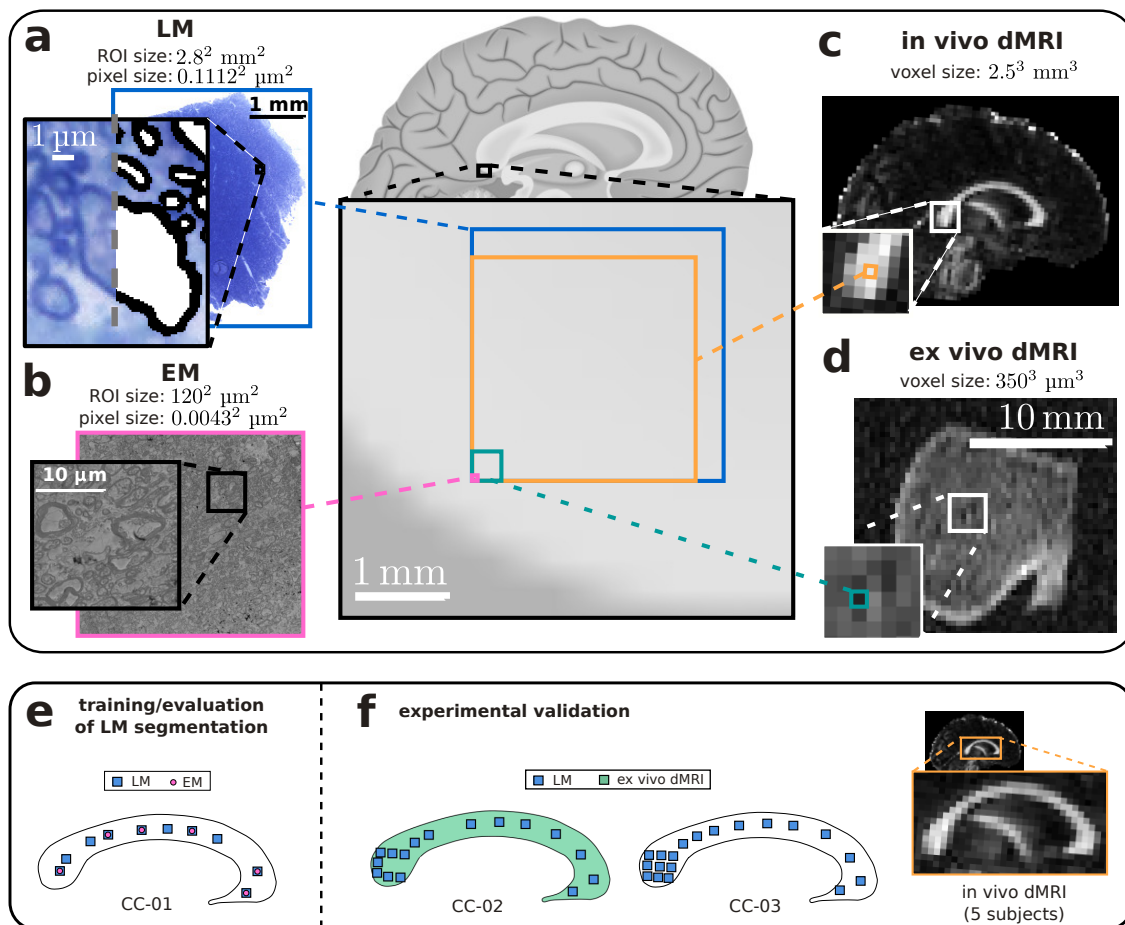 a
LM
ROI size: 2.8² mm²
pixel size: 0.1112² µm²
1 mm
1 µm
b
EM
ROI size: 120² µm²
pixel size: 0.0043² µm²
10 µm
1 mm
c
in vivo dMRI
voxel size: 2.5³ mm³
d
ex vivo dMRI
voxel size: 350³ µm³
10 mm
e
training/evaluation
of LM segmentation
LM EM
CC-01
f
experimental validation
LM ex vivo dMRI
CC-02
CC-03
in vivo dMRI
(5 subjects)